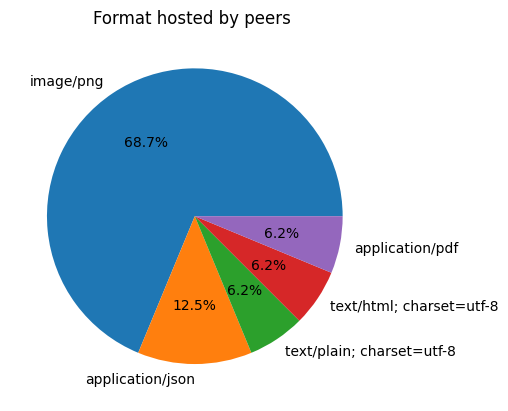 Format hosted by peers
image/png
68.7%
6.2%
application/pdf
6.2%
text/html; charset=utf-8
6.2%
12.5%
text/plain; charset=utf-8
application/json